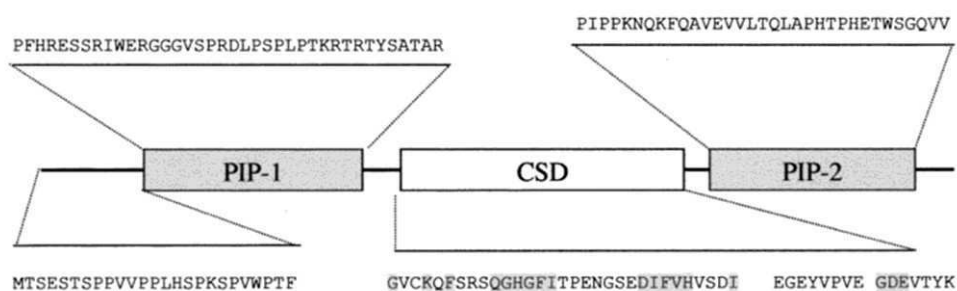 PIPPKNQKFQAVEVVLTQLAPHTPHETWSGQVV
PFHRESSRIWERGGGVSPRDLPSPLPTKRTRTYSATAR
PIP-1 CSD PIP-2
MTSESTSPPVVPPLHSPKSPVWPTF GVCKQFSRSQGHGFITPENGSEDIFVHVSDI EGEYVPVE GDEVTYK